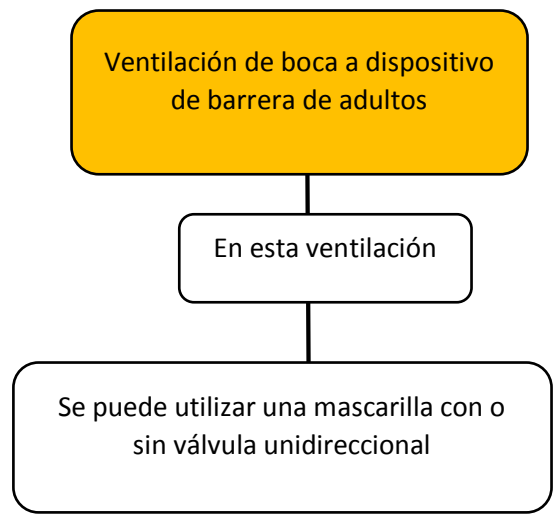 Ventilación de boca a dispositivo
de barrera de adultos
En esta ventilación
Se puede utilizar una mascarilla con o
sin válvula unidireccional